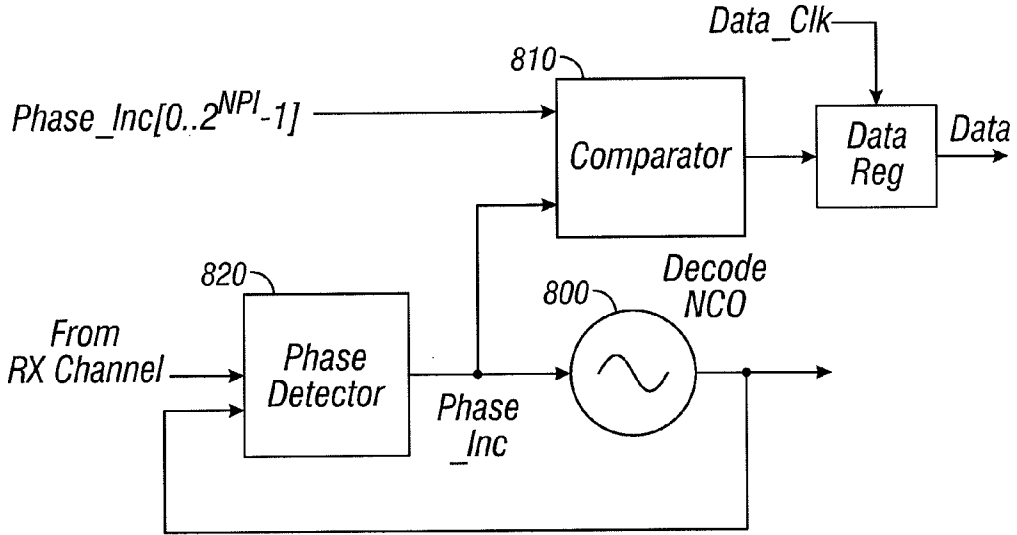 Data_Clk
810
Phase_Inc[0..2^NPI-1]
Comparator
Data
Reg
Data
820
800
Decode
NCO
From
RX Channel
Phase
Detector
Phase
_Inc